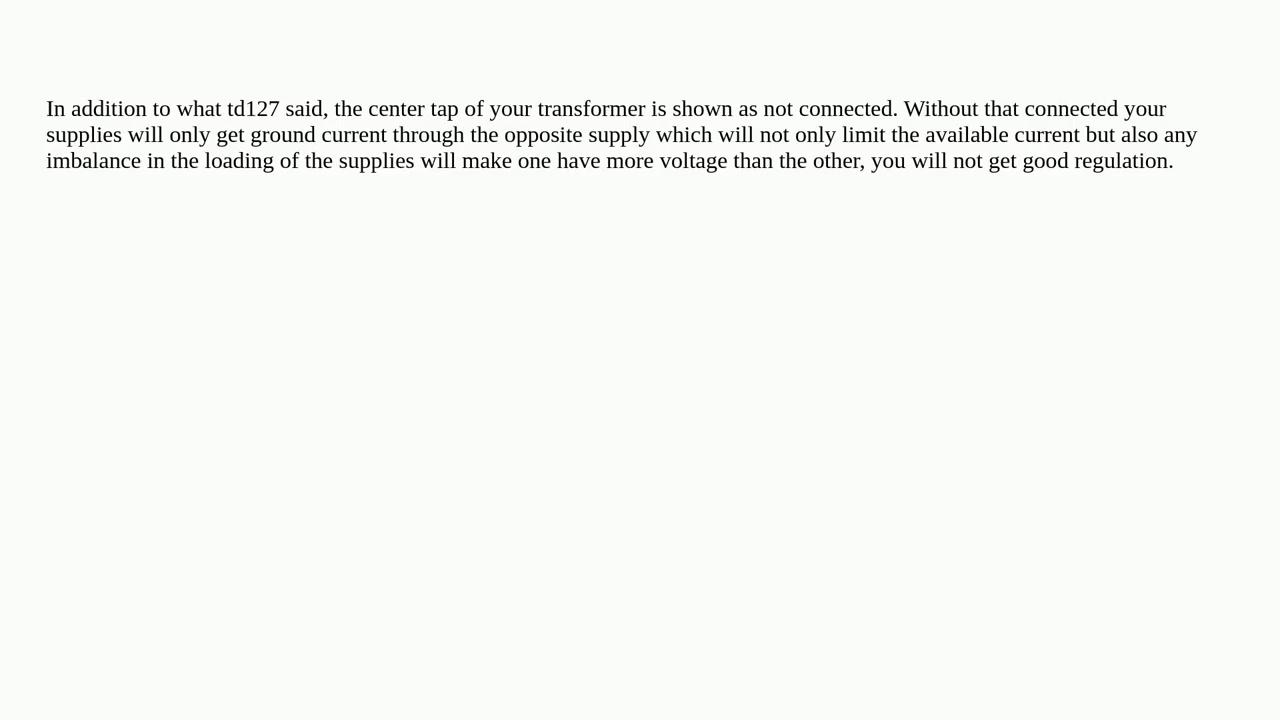 In addition to what td127 said, the center tap of your transformer is shown as not connected. Without that connected your
supplies will only get ground current through the opposite supply which will not only limit the available current but also any
imbalance in the loading of the supplies will make one have more voltage than the other, you will not get good regulation.